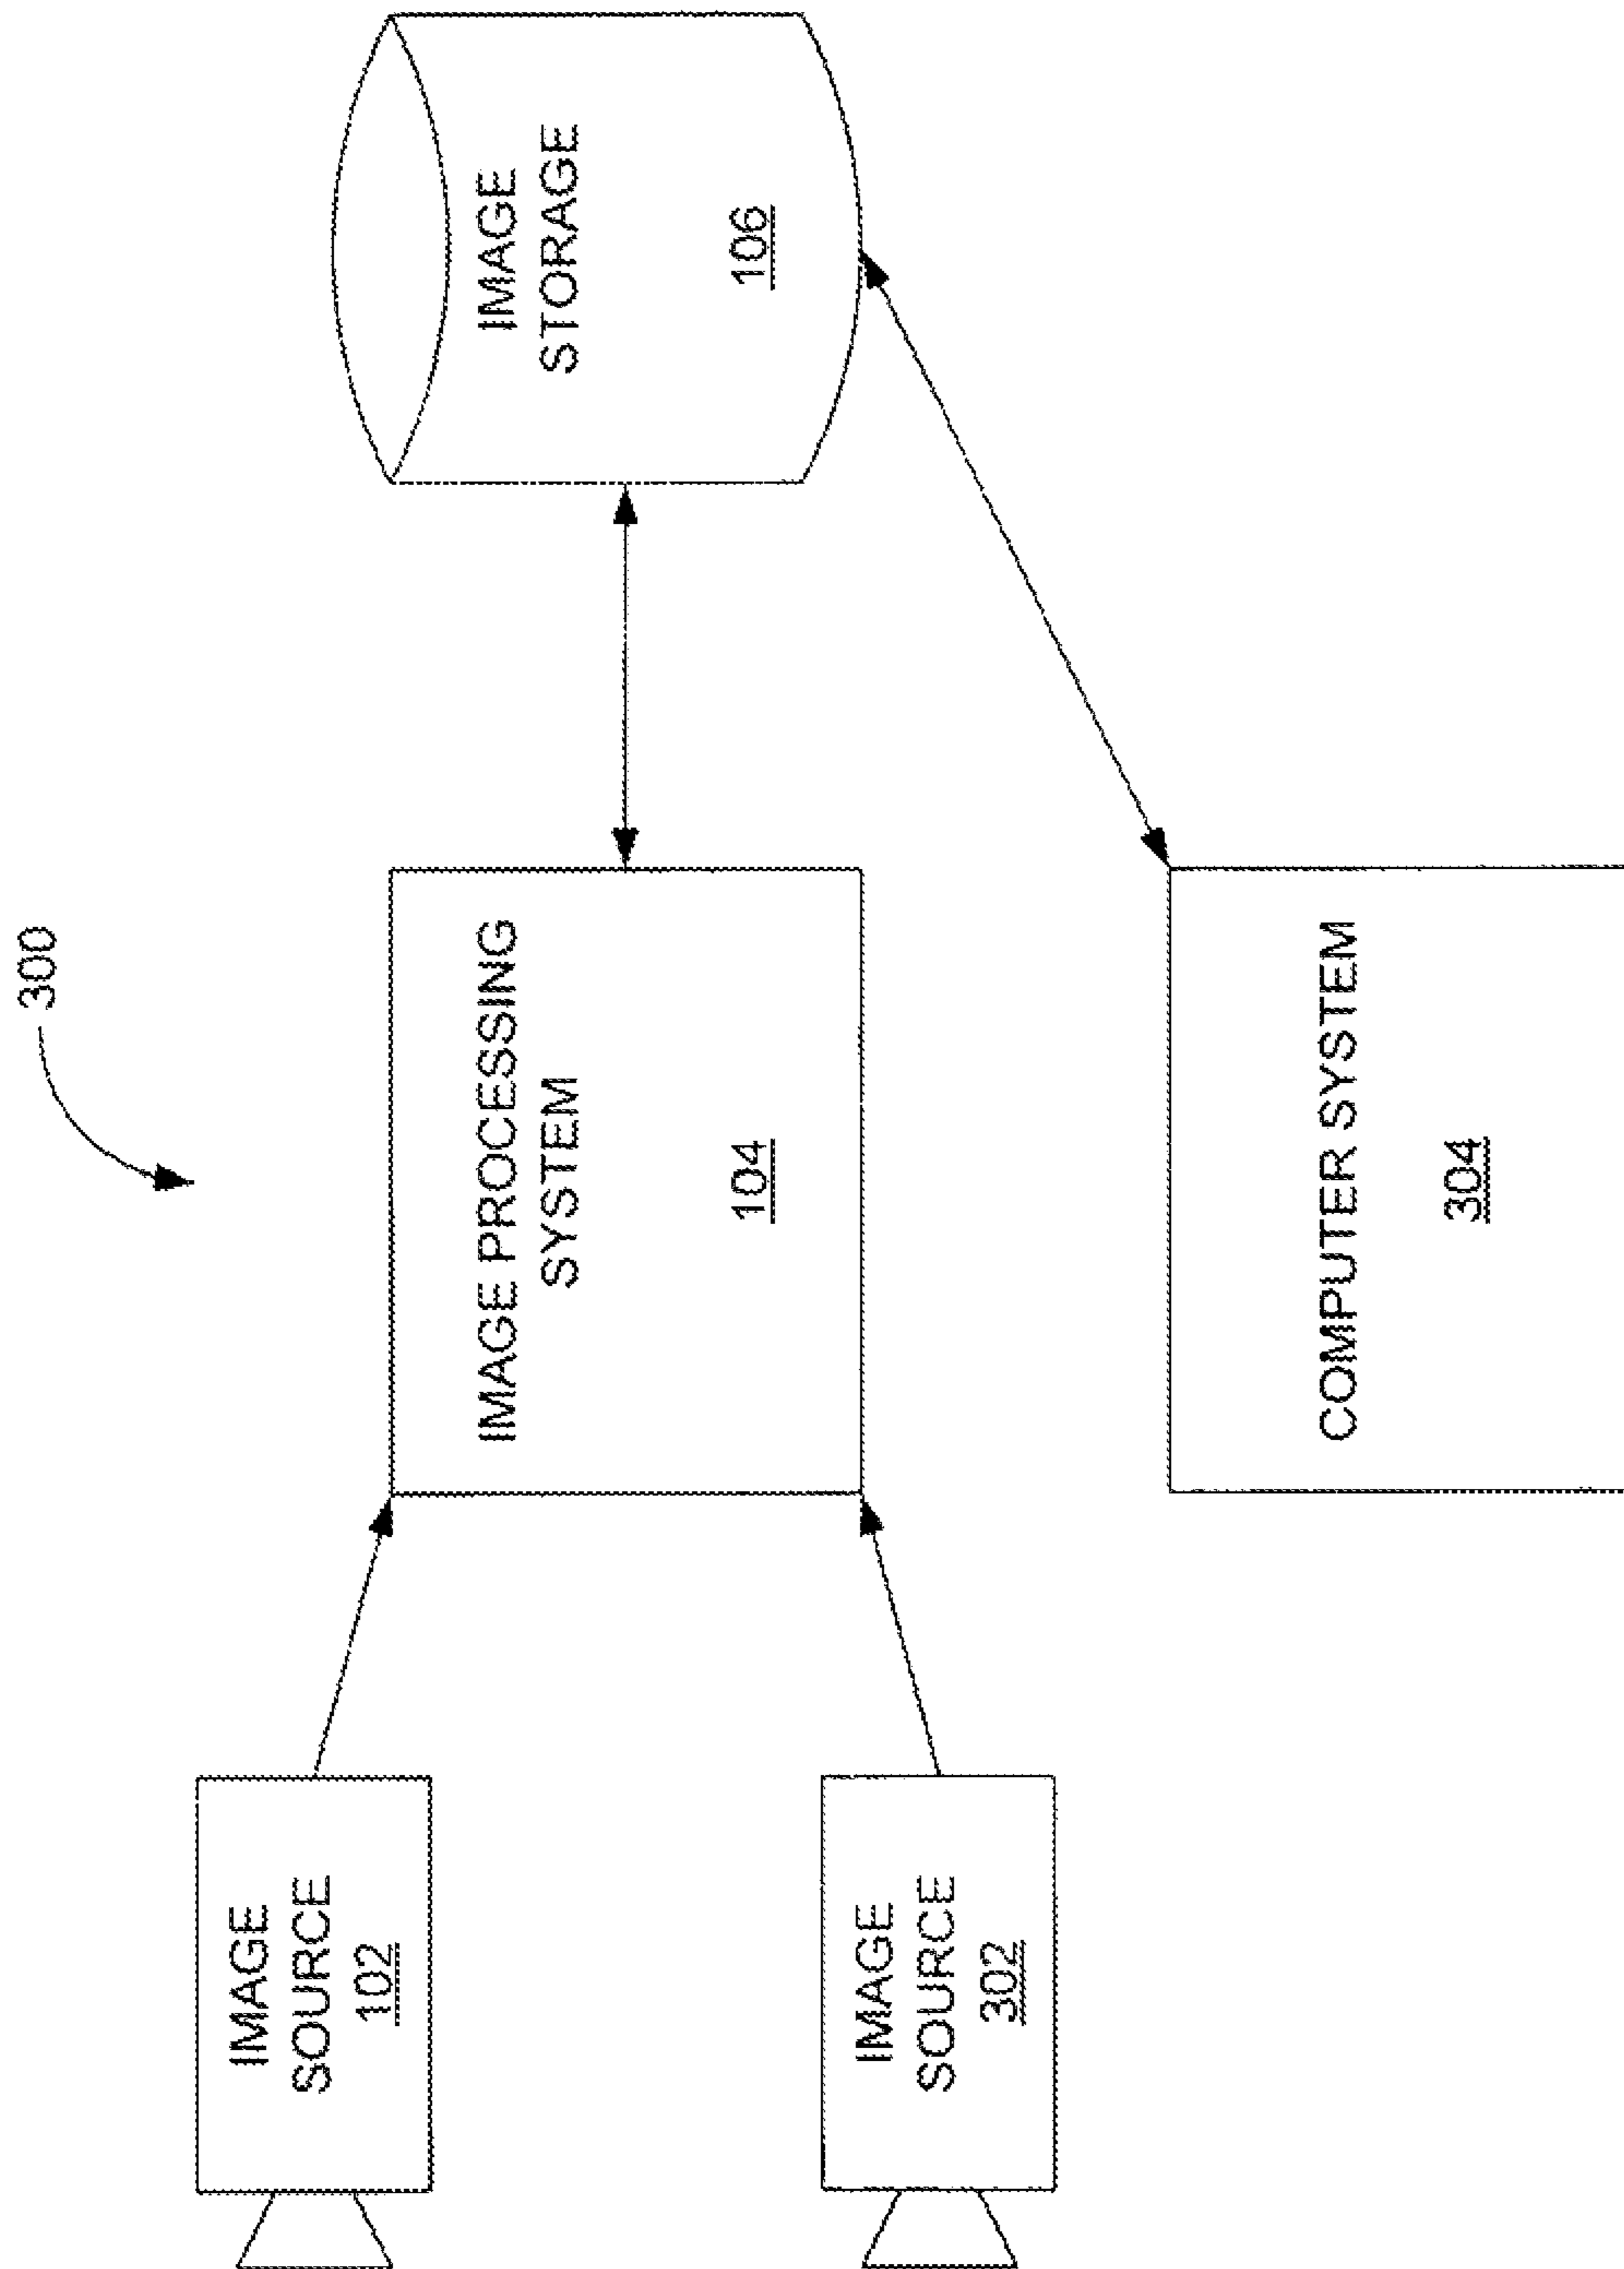 300
IMAGE
SOURCE
102
IMAGE PROCESSING
SYSTEM
104
IMAGE
STORAGE
106
IMAGE
SOURCE
302
COMPUTER SYSTEM
304